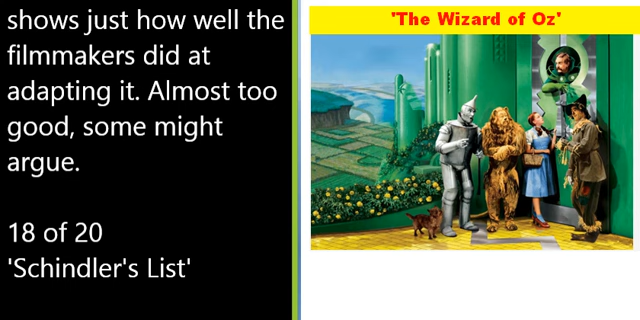 shows just how well the
filmmakers did at
adapting it. Almost too
good, some might
argue.
18 of 20
'Schindler's List'
'The Wizard of Oz'